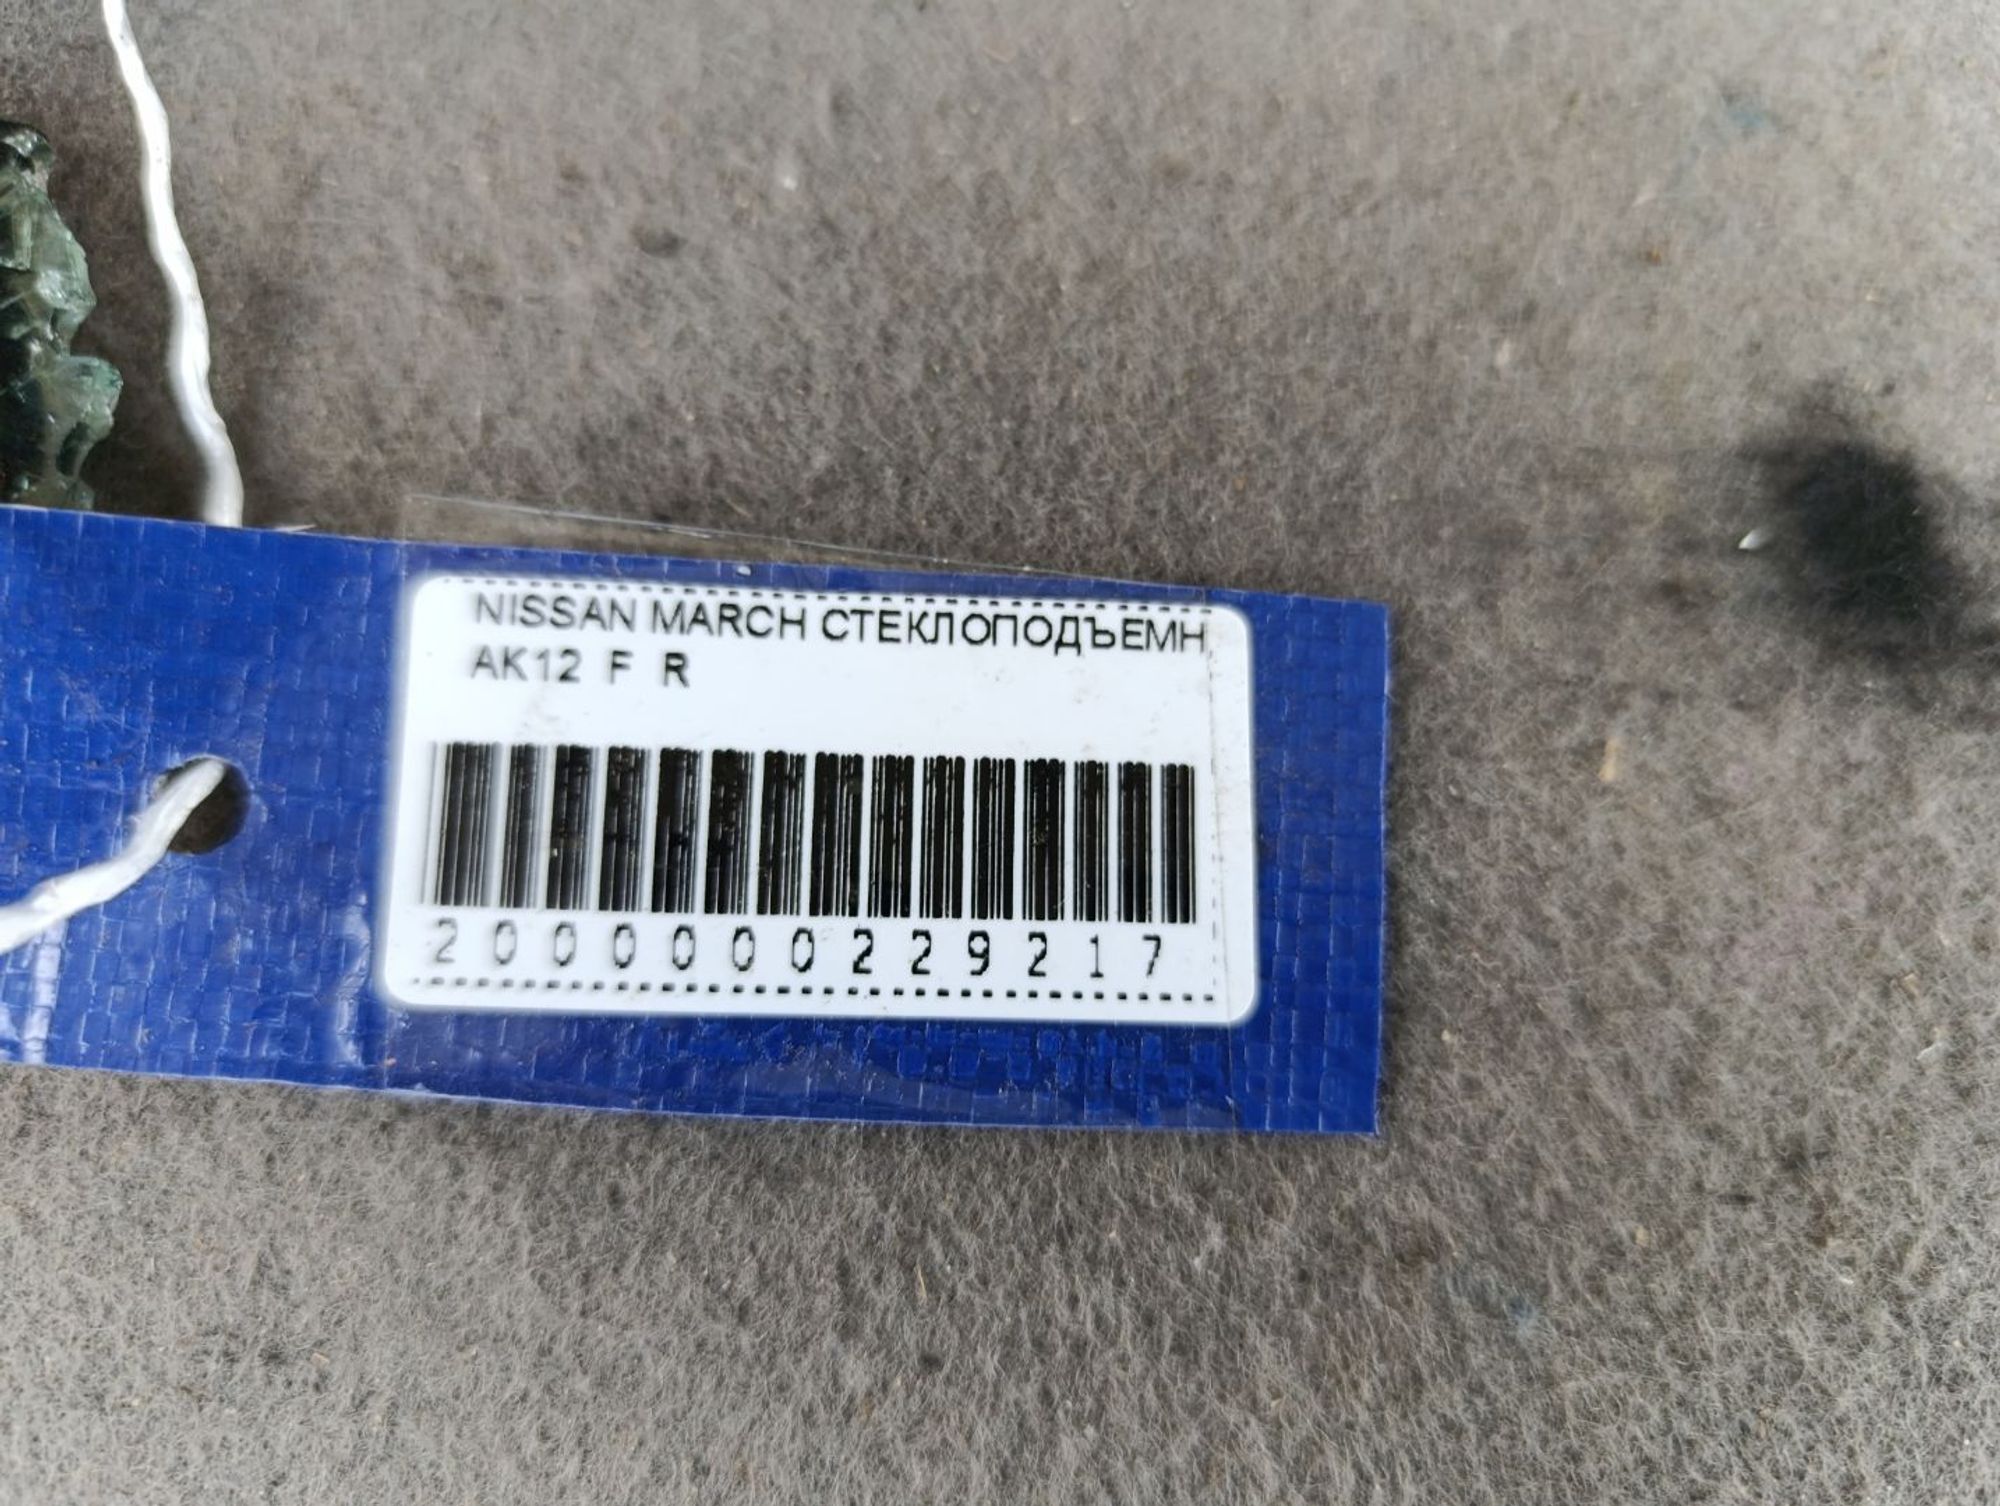 NISSAN MARCH СТЕКЛОПОДЪЕМН
AK12 F R
2000000229217